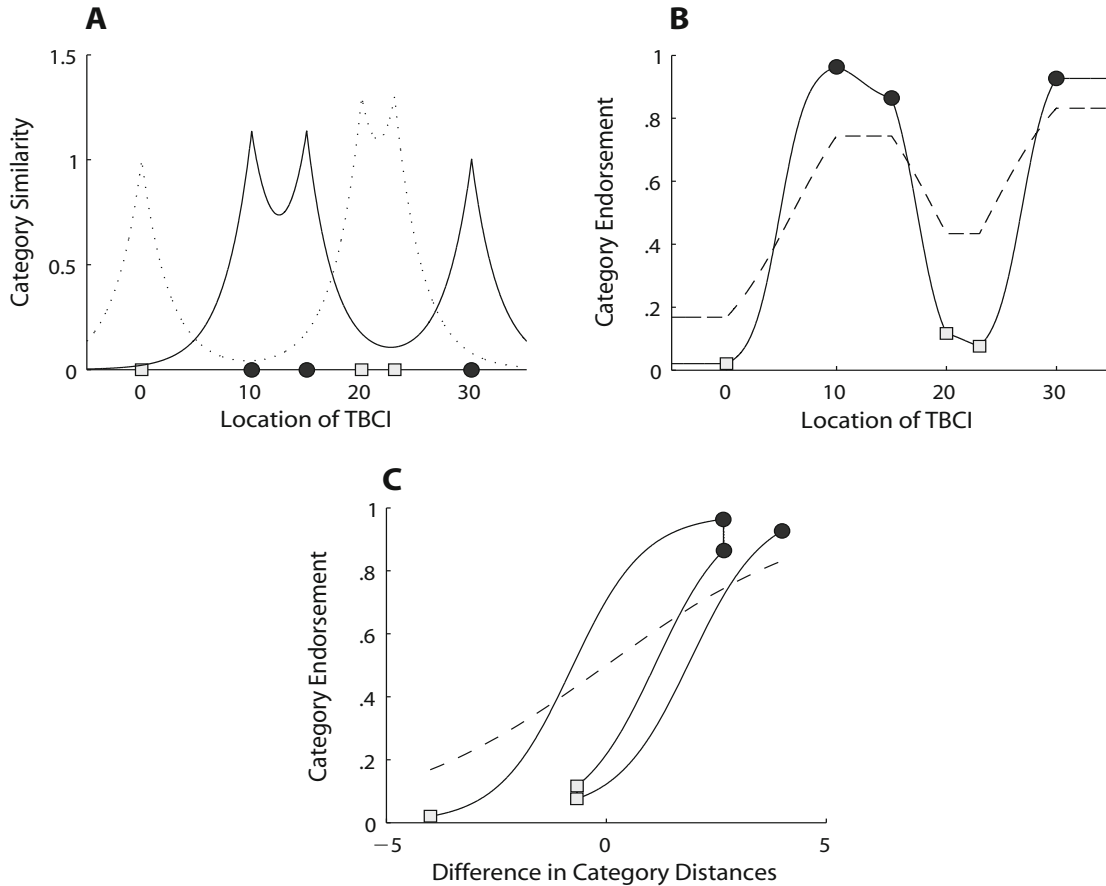 A
Category Similarity
1.5
1
0.5
0
0 10 20 30
Location of TBCI
B
Category Endorsement
1
.8
.6
.4
.2
0
0 10 20 30
Location of TBCI
C
Category Endorsement
1
.8
.6
.4
.2
0
−5 0 5
Difference in Category Distances